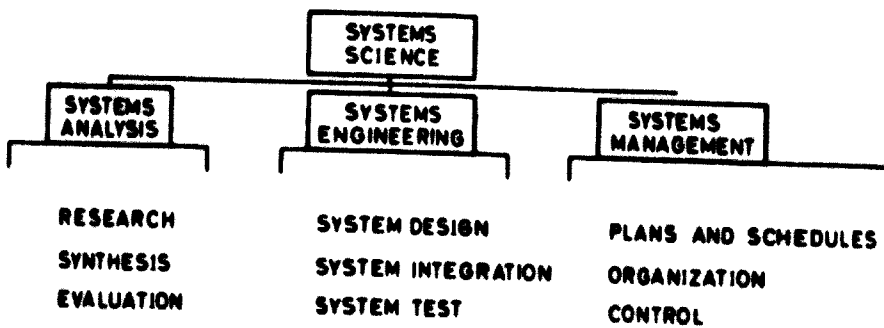 SYSTEMS
SCIENCE
SYSTEMS
ANALYSIS
SYSTEMS
ENGINEERING
SYSTEMS
MANAGEMENT
RESEARCH
SYNTHESIS
EVALUATION
SYSTEM DESIGN
SYSTEM INTEGRATION
SYSTEM TEST
PLANS AND SCHEDULES
ORGANIZATION
CONTROL